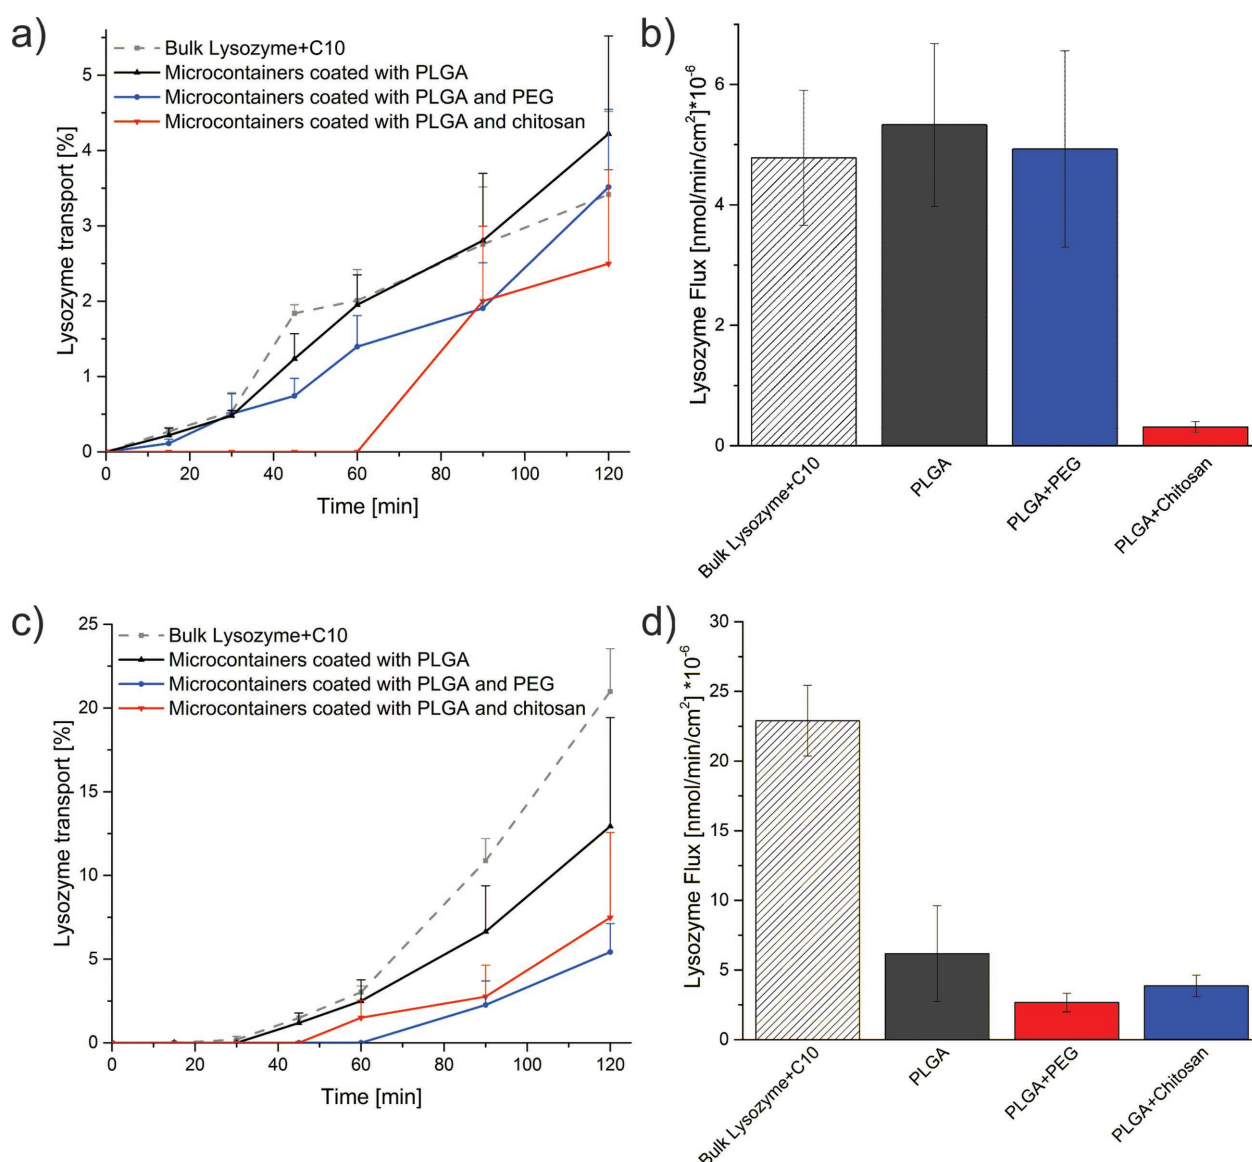 a)
Bulk Lysozyme+C10
Microcontainers coated with PLGA
Microcontainers coated with PLGA and PEG
Microcontainers coated with PLGA and chitosan
Lysozyme transport [%]
5
4
3
2
1
0
0 20 40 60 80 100 120
Time [min]
b)
Lysozyme Flux [nmol/min/cm²]*10⁻⁶
6
4
2
0
Bulk Lysozyme+C10
PLGA
PLGA+PEG
PLGA+Chitosan
c)
Bulk Lysozyme+C10
Microcontainers coated with PLGA
Microcontainers coated with PLGA and PEG
Microcontainers coated with PLGA and chitosan
Lysozyme transport [%]
25
20
15
10
5
0
0 20 40 60 80 100 120
Time [min]
d)
Lysozyme Flux [nmol/min/cm²] *10⁻⁶
30
25
20
15
10
5
0
Bulk Lysozyme+C10
PLGA
PLGA+PEG
PLGA+Chitosan